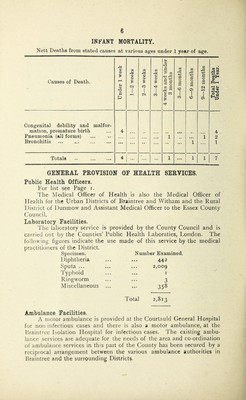 6
INFANT MORTALITY.
Nett Deaths from stated causes at various ages under 1 year of age.
Causes of Death. Under 1 week 1—2 weeks 2—3 weeks 3—4 weeks 4 weeks and under 3 months 3—6 months 6—9 months 9—12 months Total Deaths Under 1 Year.
Congenital debility and malfor-
mation, premature birth 4 .. .. .. .. .. .. .. 4
Pneumonia (all forms) ... ... .. .. .. .. 1 .. .. 1 2
Bronchitis ... ... ... ... .. .. .. .. .. .. 1 .. 1
Totals ... ... 4 ... ... ... 1 ... 1 1 7
GENERAL PROVISION OF HEALTH SERVICES.
Public Health Officers.
For list see Page 1.
The Medical Officer of Health is also the Medical Officer of
Health for the Urban Districts of Braintree and Witham and the Rural
District of Dunmow and Assistant Medical Officer to the Essex County
Council.
Laboratory Facilities.
The laboratory service is provided by the County Council and is
carried out by the Counties' Public Health Laboratories, London. The
following figures indicate the use made of this service by the medical
practitioners of the District.
Specimen. Number Examined.
Diphtheria ... ... 441
Sputa ... ... ... 2,009
Typhoid ... ... 1
Ringworm ... ...
Miscellaneous ... ... 338
Total 2,813
Ambulance Facilities.
A motor ambulance is provided at the Courtauld General Hospital
for non-infectious cases and there is also a motor ambulance, at the
Braintree Isolation Hospital for infectious cases. The existing ambu-
lance services are adequate for the needs of the area and co-ordination
of ambulance services in this part of the County has been secured by a
reciprocal arrangement between the various ambulance authorities in
Braintree and the surrounding Districts.